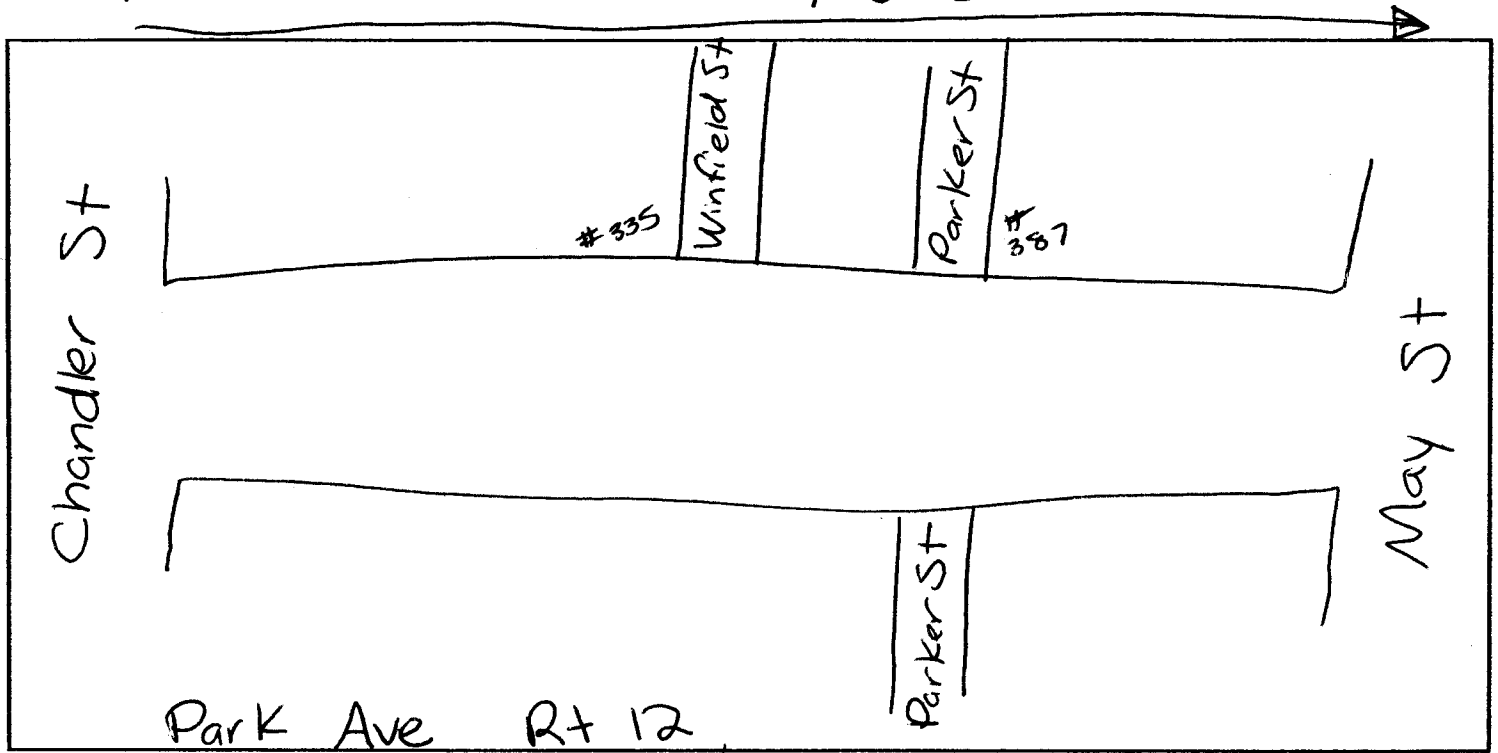 Winfield St
Parker St
#335
#
387
Chandler St
May St
Parker St
Park Ave Rt 12